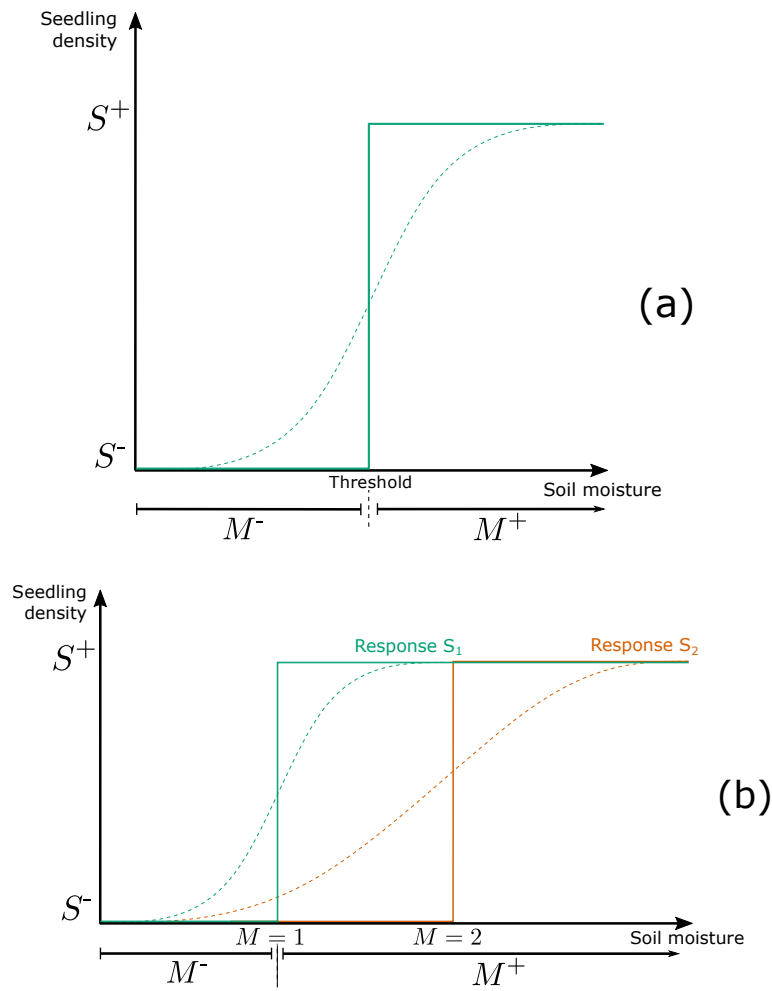 Seedling
density
S⁺
(a)
S⁻
Threshold
Soil moisture
M⁻ M⁺
Seedling
density
S⁺
Response S₁ Response S₂
(b)
S⁻
M = 1 M = 2 Soil moisture
M⁻ M⁺